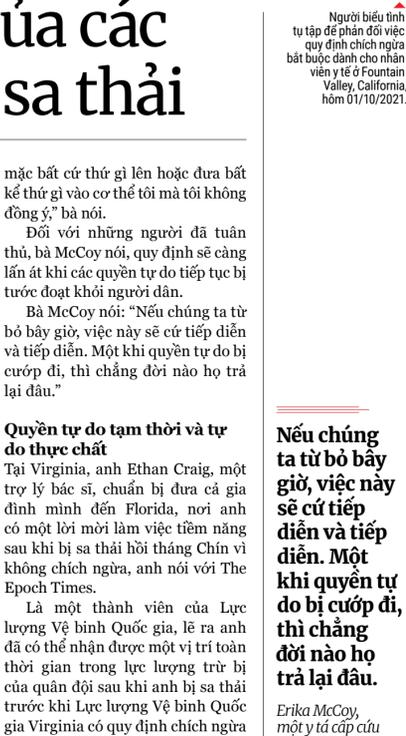 ủa các
sa thải
Người biểu tình
tụ tập để phản đối việc
quy định chích ngừa
bắt buộc dành cho nhân
viên y tế ở Fountain
Valley, California,
hôm 01/10/2021.
mặc bất cứ thứ gì lên hoặc đưa bất
kể thứ gì vào cơ thể tôi mà tôi không
đồng ý,” bà nói.
Đối với những người đã tuân
thủ, bà McCoy nói, quy định sẽ càng
lấn át khi các quyền tự do tiếp tục bị
tước đoạt khỏi người dân.
Bà McCoy nói: “Nếu chúng ta từ
bỏ bây giờ, việc này sẽ cứ tiếp diễn
và tiếp diễn. Một khi quyền tự do bị
cướp đi, thì chẳng đời nào họ trả
lại đâu.”
Quyền tự do tạm thời và tự
do thực chất
Tại Virginia, anh Ethan Craig, một
trợ lý bác sĩ, chuẩn bị đưa cả gia
đình mình đến Florida, nơi anh
có một lời mời làm việc tiềm năng
sau khi bị sa thải hồi tháng Chín vì
không chích ngừa, anh nói với The
Epoch Times.
Là một thành viên của Lực
lượng Vệ binh Quốc gia, lẽ ra anh
đã có thể nhận được một vị trí toàn
thời gian trong lực lượng trừ bị
của quân đội sau khi anh bị sa thải
trước khi Lực lượng Vệ binh Quốc
gia Virginia có quy định chích ngừa
Nếu chúng
ta từ bỏ bây
giờ, việc này
sẽ cứ tiếp
diễn và tiếp
diễn. Một
khi quyền tự
do bị cướp đi,
thì chẳng
đời nào họ
trả lại đâu.
Erika McCoy,
một y tá cấp cứu